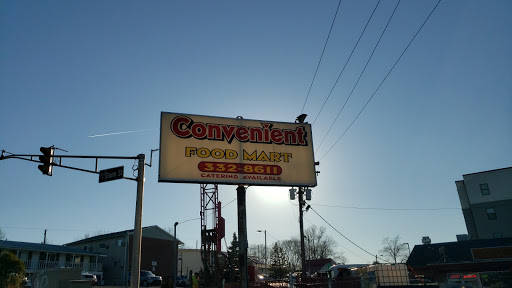 Convenient
FOOD MART
332-8611
CATERING AVAILABLE